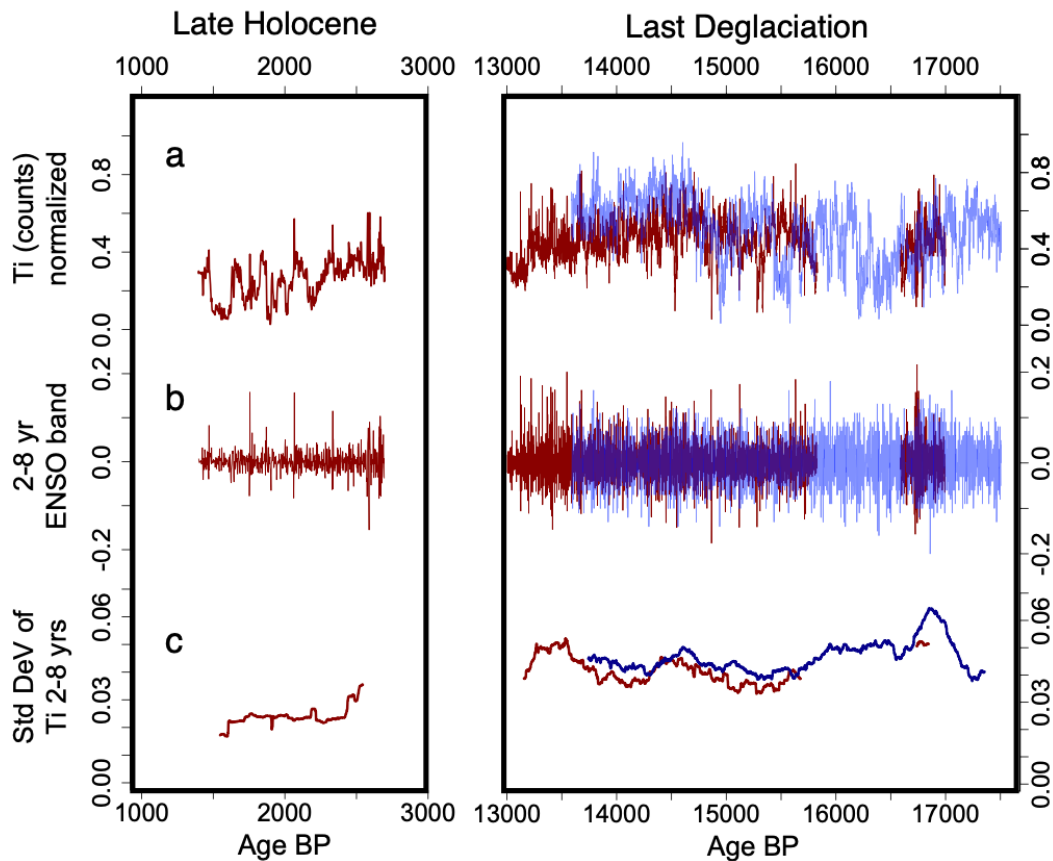 Late Holocene
Last Deglaciation
1000 2000 3000
13000 14000 15000 16000 17000
a
Ti (counts)
normalized
0.8
0.4
0.0
0.8
0.4
0.0
b
2-8 yr
ENSO band
0.2
0.0
-0.2
0.2
0.0
-0.2
c
Std DeV of
Ti 2-8 yrs
0.06
0.03
0.00
0.06
0.03
0.00
1000 2000 3000
13000 14000 15000 16000 17000
Age BP
Age BP